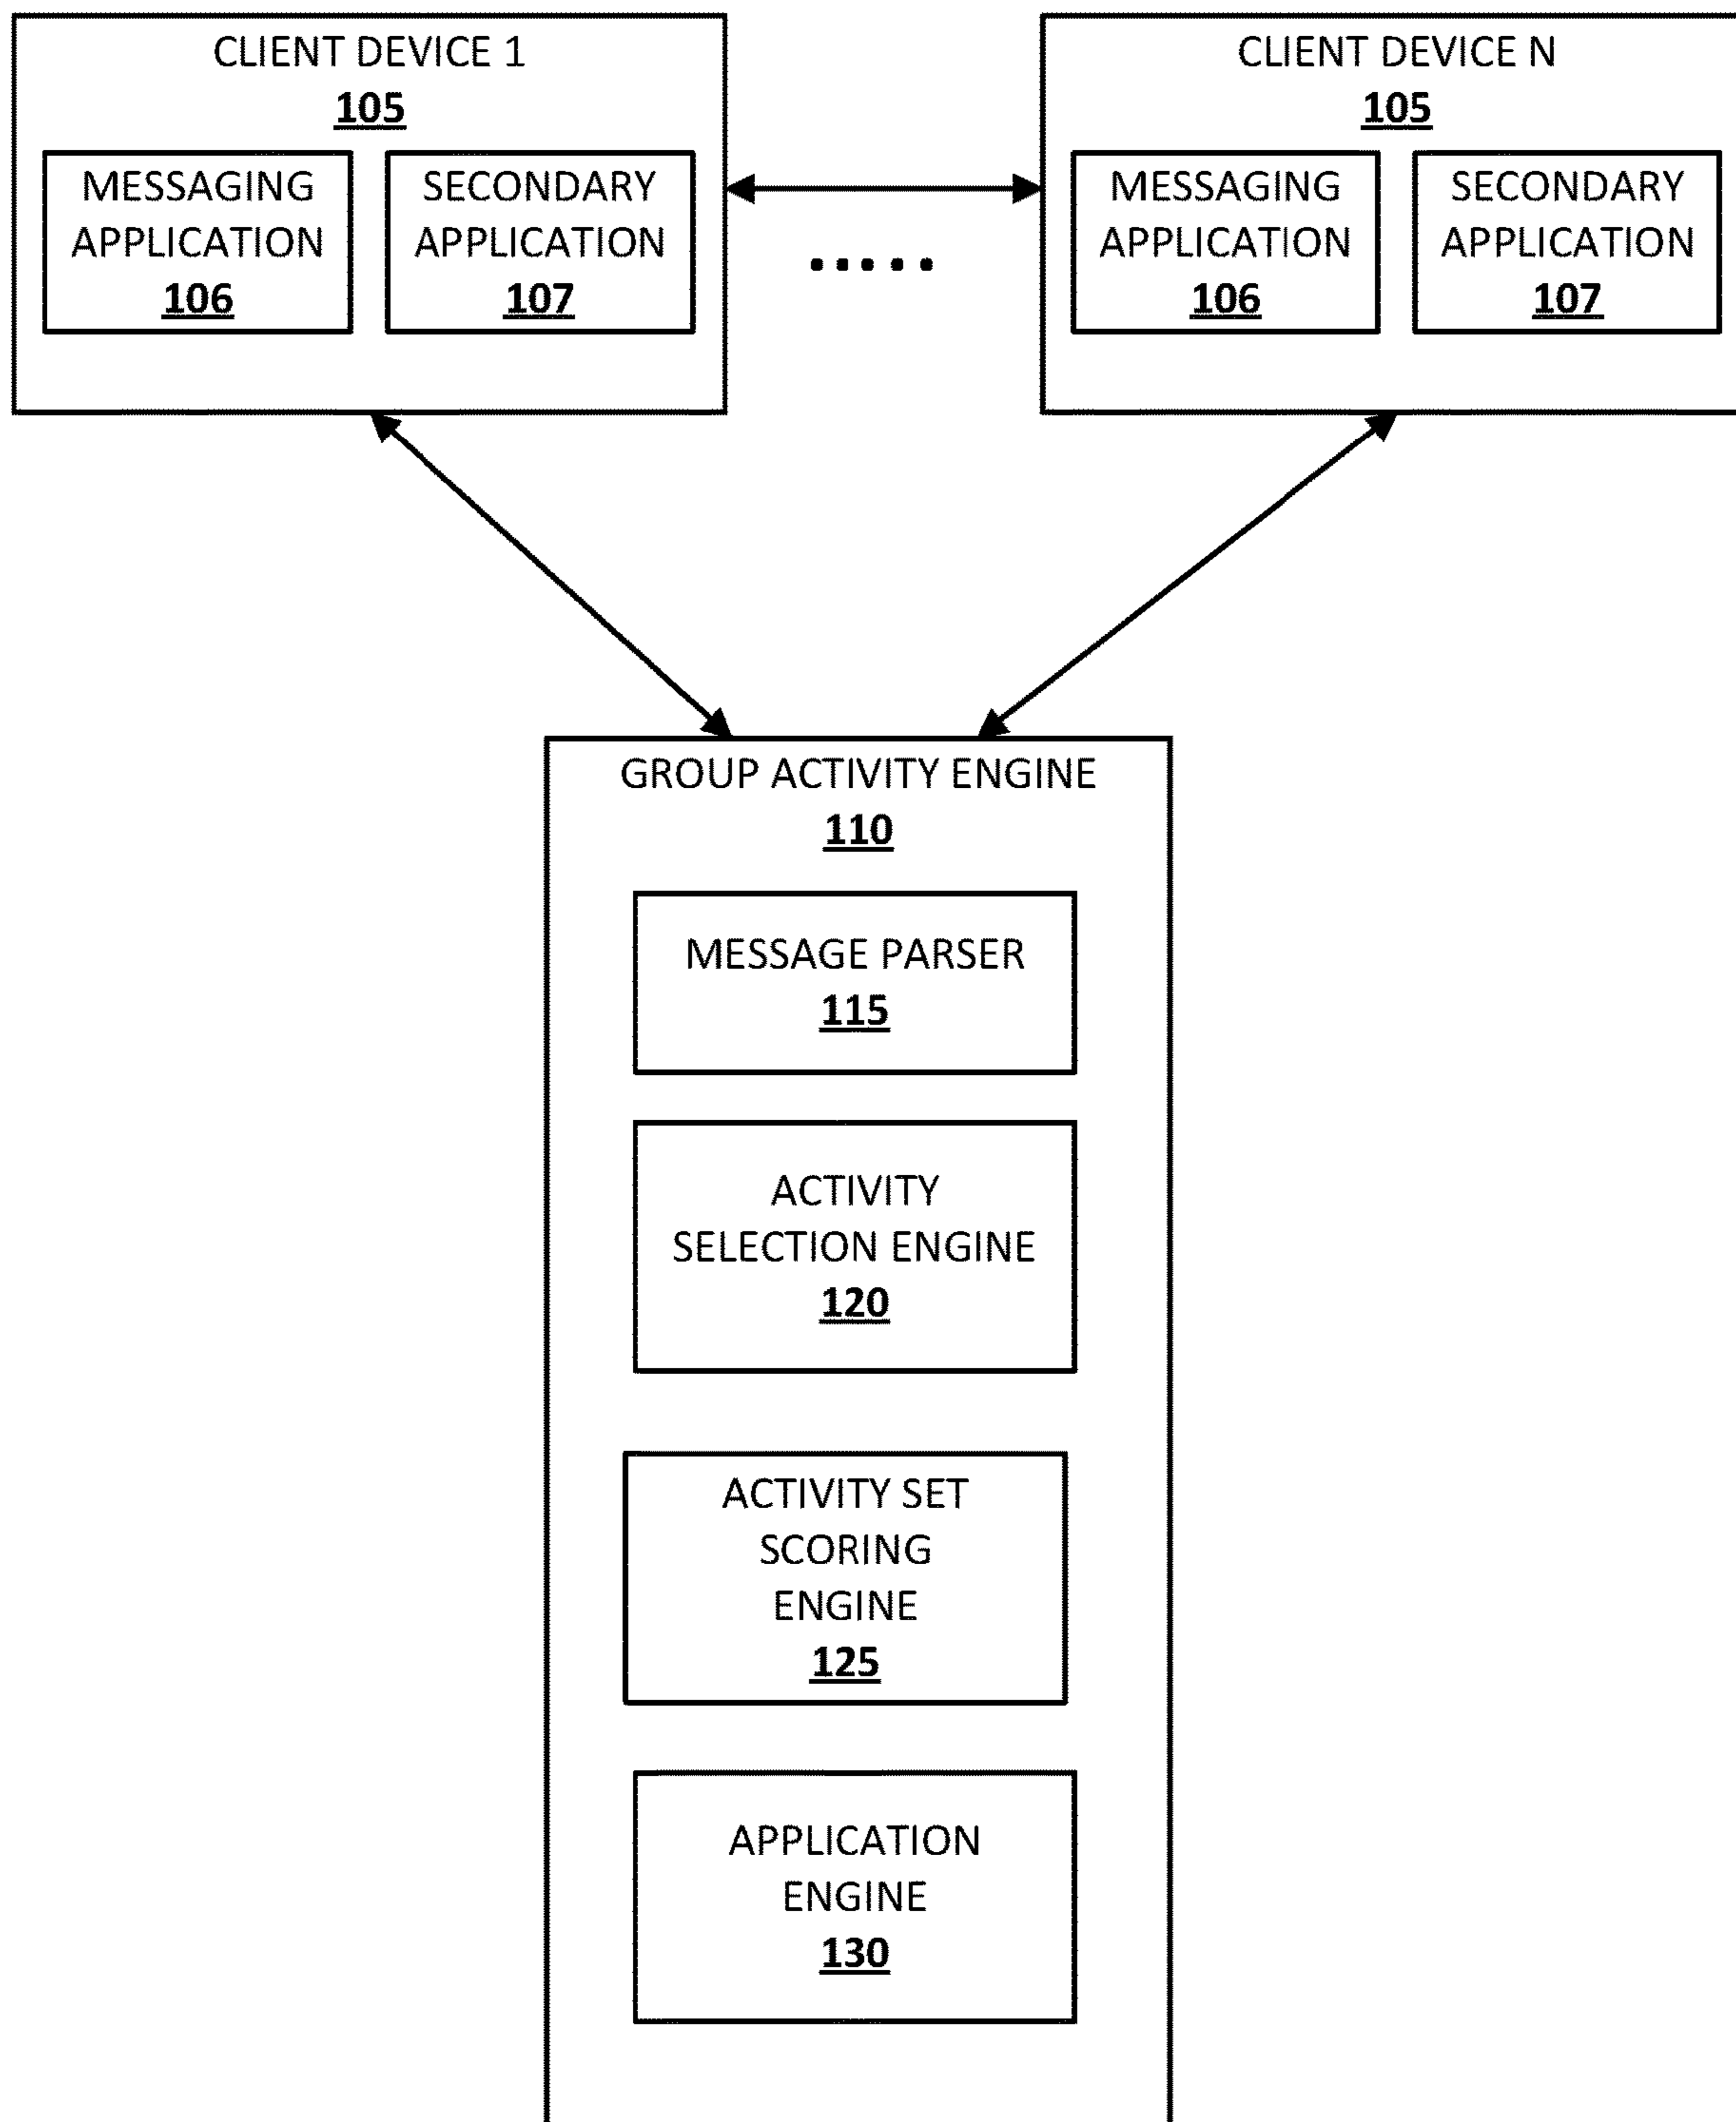 CLIENT DEVICE 1
105
MESSAGING
APPLICATION
106
SECONDARY
APPLICATION
107
.....
CLIENT DEVICE N
105
MESSAGING
APPLICATION
106
SECONDARY
APPLICATION
107
GROUP ACTIVITY ENGINE
110
MESSAGE PARSER
115
ACTIVITY
SELECTION ENGINE
120
ACTIVITY SET
SCORING
ENGINE
125
APPLICATION
ENGINE
130